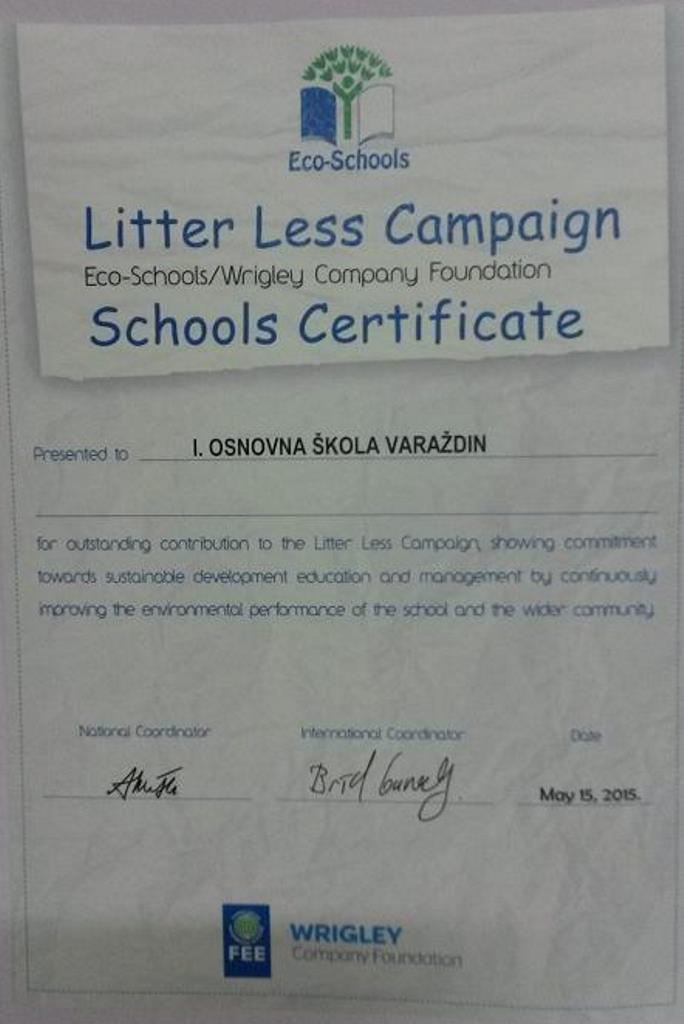 Eco-Schools
Litter Less Campaign
Eco-Schools/Wrigley Company Foundation
Schools Certificate
Presented to I. OSNOVNA ŠKOLA VARAŽDIN
for outstanding contribution to the Litter Less Campaign, showing commitment
towards sustainable development education and management by continuously
improving the environmental performance of the school and the wider community
National Coordinator International Coordinator Date
May 15, 2015.
FEE WRIGLEY
Company Foundation